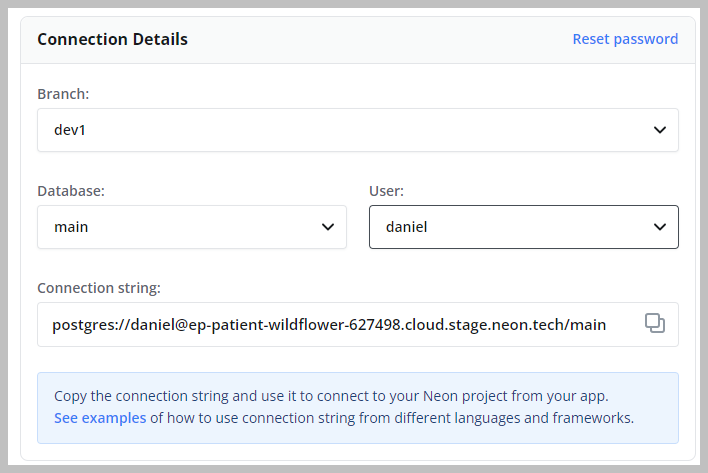 Connection Details
Reset password
Branch:
dev1
Database:
User:
main
daniel
Connection string:
postgres://daniel@ep-patient-wildflower-627498.cloud.stage.neon.tech/main
Copy the connection string and use it to connect to your Neon project from your app.
See examples of how to use connection string from different languages and frameworks.